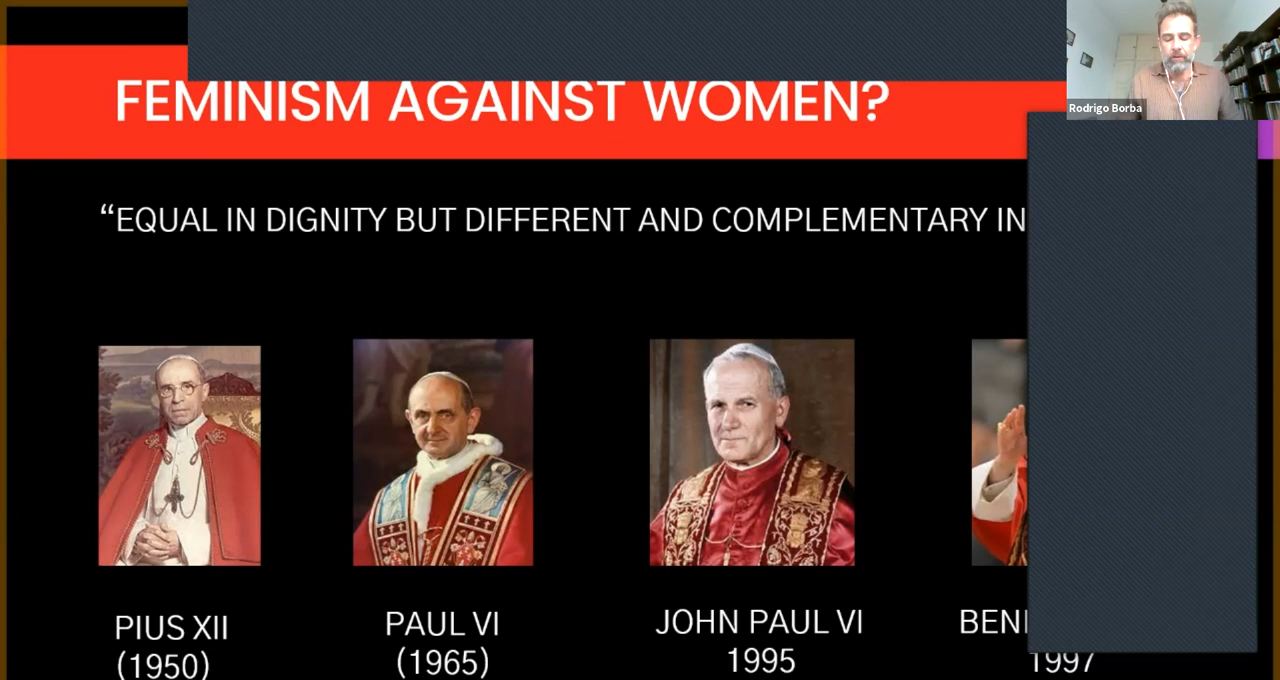 FEMINISM AGAINST WOMEN?
Rodrigo Borba
“EQUAL IN DIGNITY BUT DIFFERENT AND COMPLEMENTARY IN
PIUS XII
(1950)
PAUL VI
(1965)
JOHN PAUL VI
1995
BENI
1997